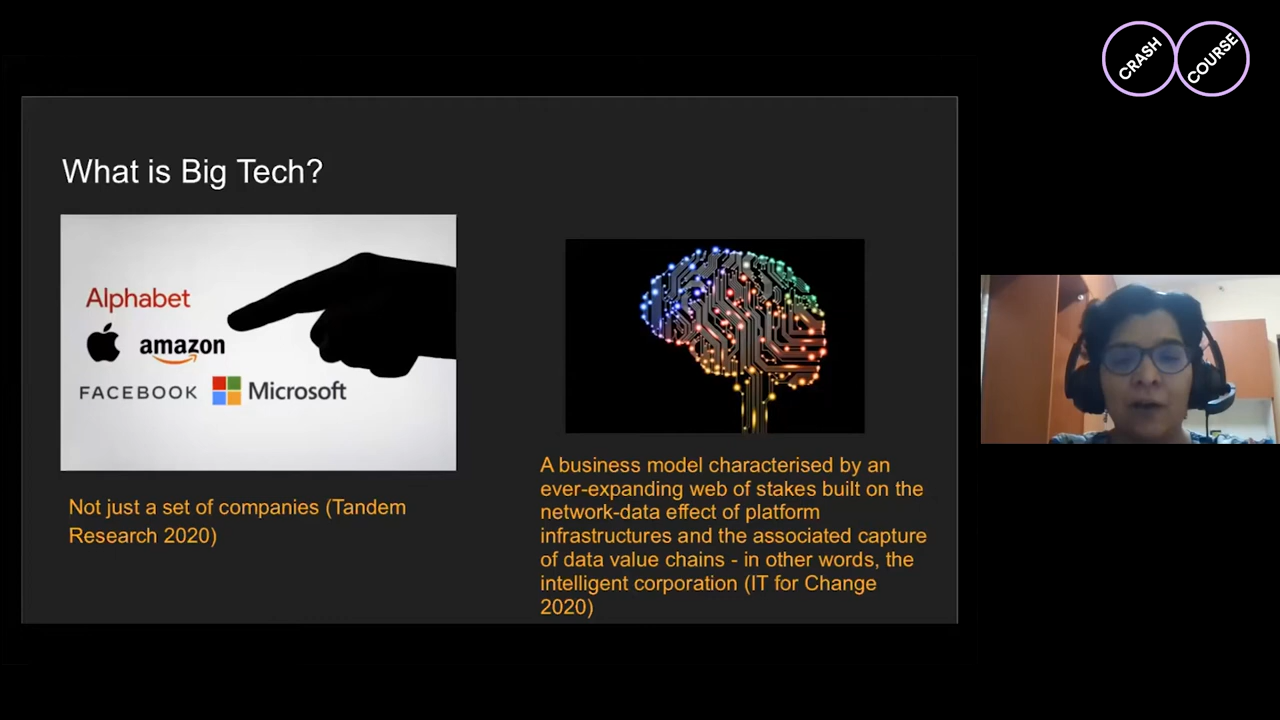 CRASH COURSE
What is Big Tech?
Alphabet
amazon
FACEBOOK Microsoft
Not just a set of companies (Tandem
Research 2020)
A business model characterised by an
ever-expanding web of stakes built on the
network-data effect of platform
infrastructures and the associated capture
of data value chains - in other words, the
intelligent corporation (IT for Change
2020)